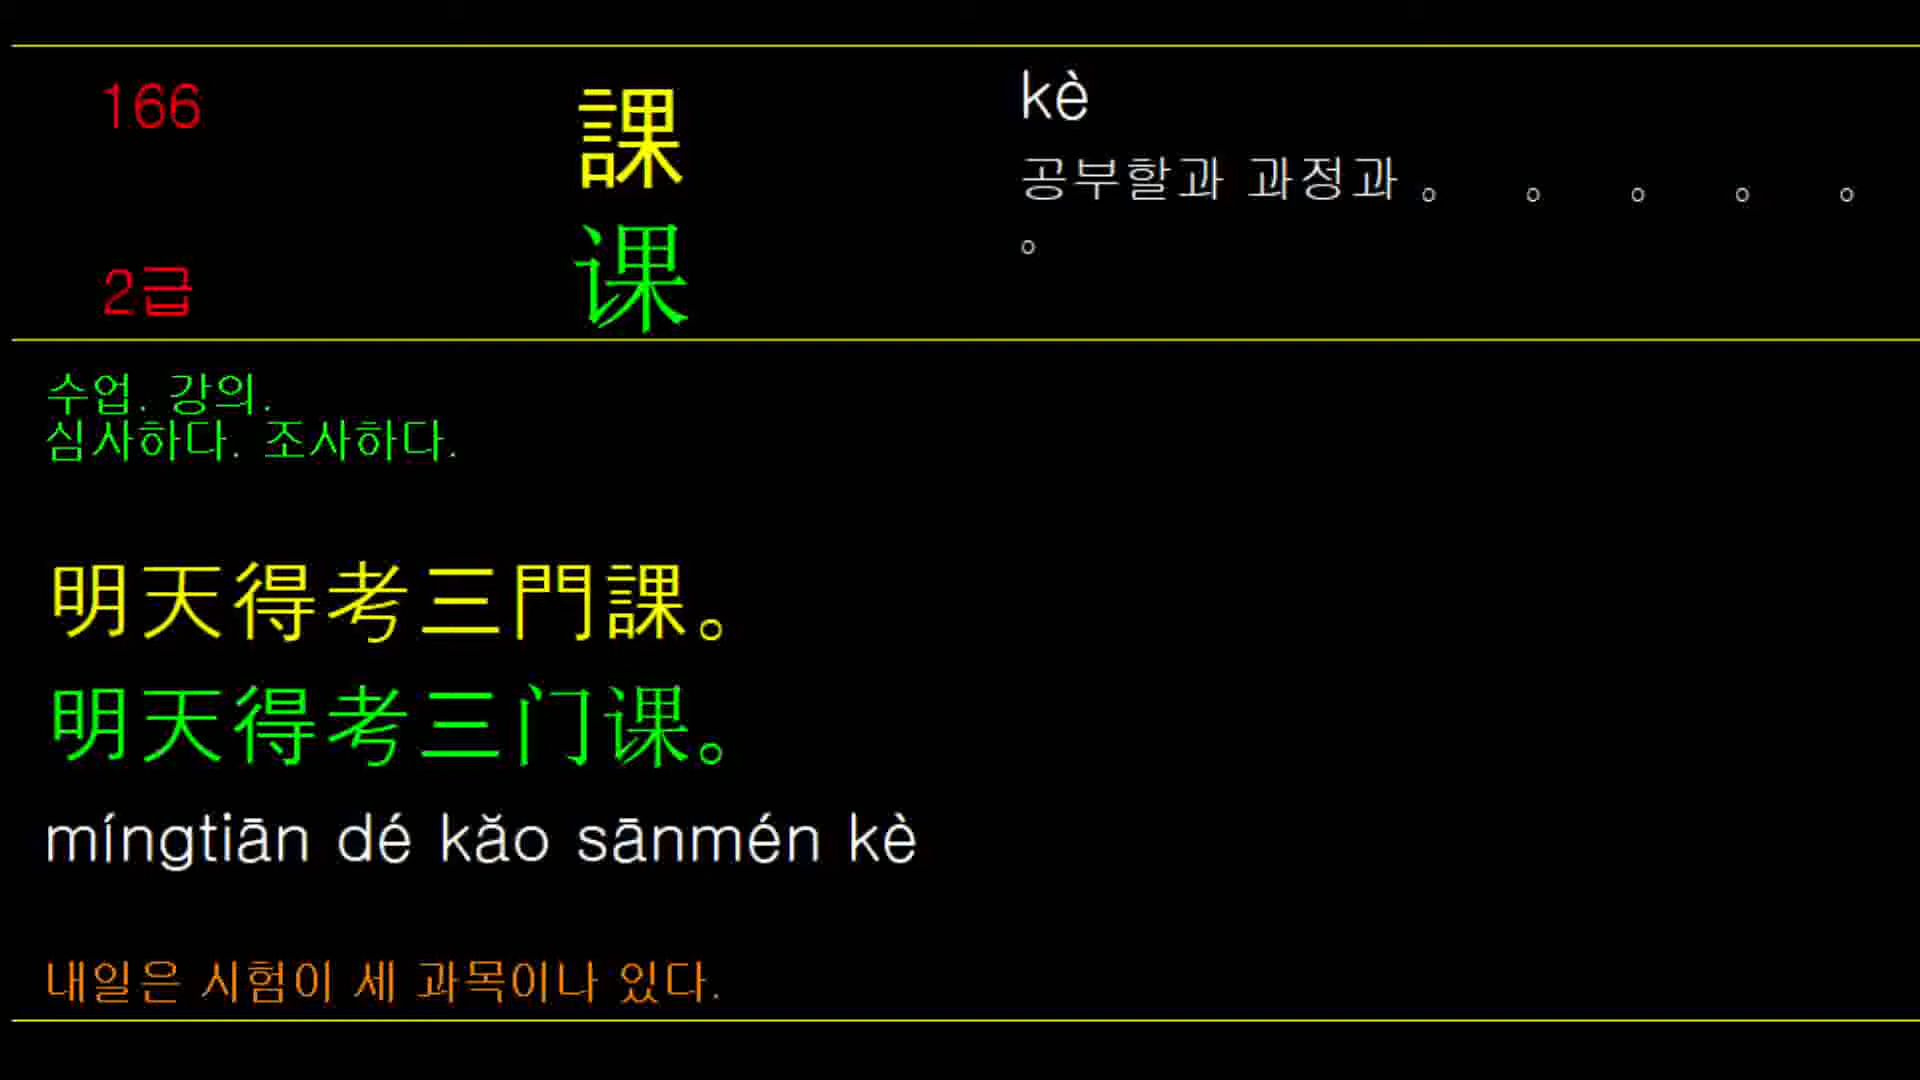 166
2급
課
课
kè
공부할과 과정과 。 。 。 。 。
。
수업. 강의.
심사하다. 조사하다.
明天得考三門課。
明天得考三门课。
míngtiān dé kăo sānmén kè
내일은 시험이 세 과목이나 있다.